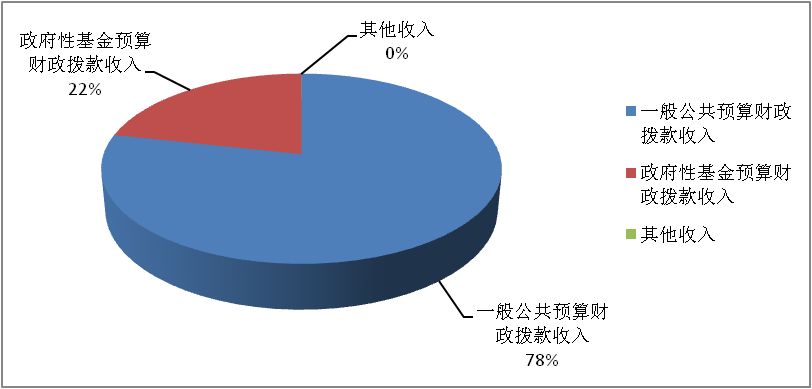 政府性基金预算
财政拨款收入
22%
其他收入
0%
一般公共预算财政
拨款收入
政府性基金预算财
政拨款收入
其他收入
一般公共预算财
政拨款收入
78%